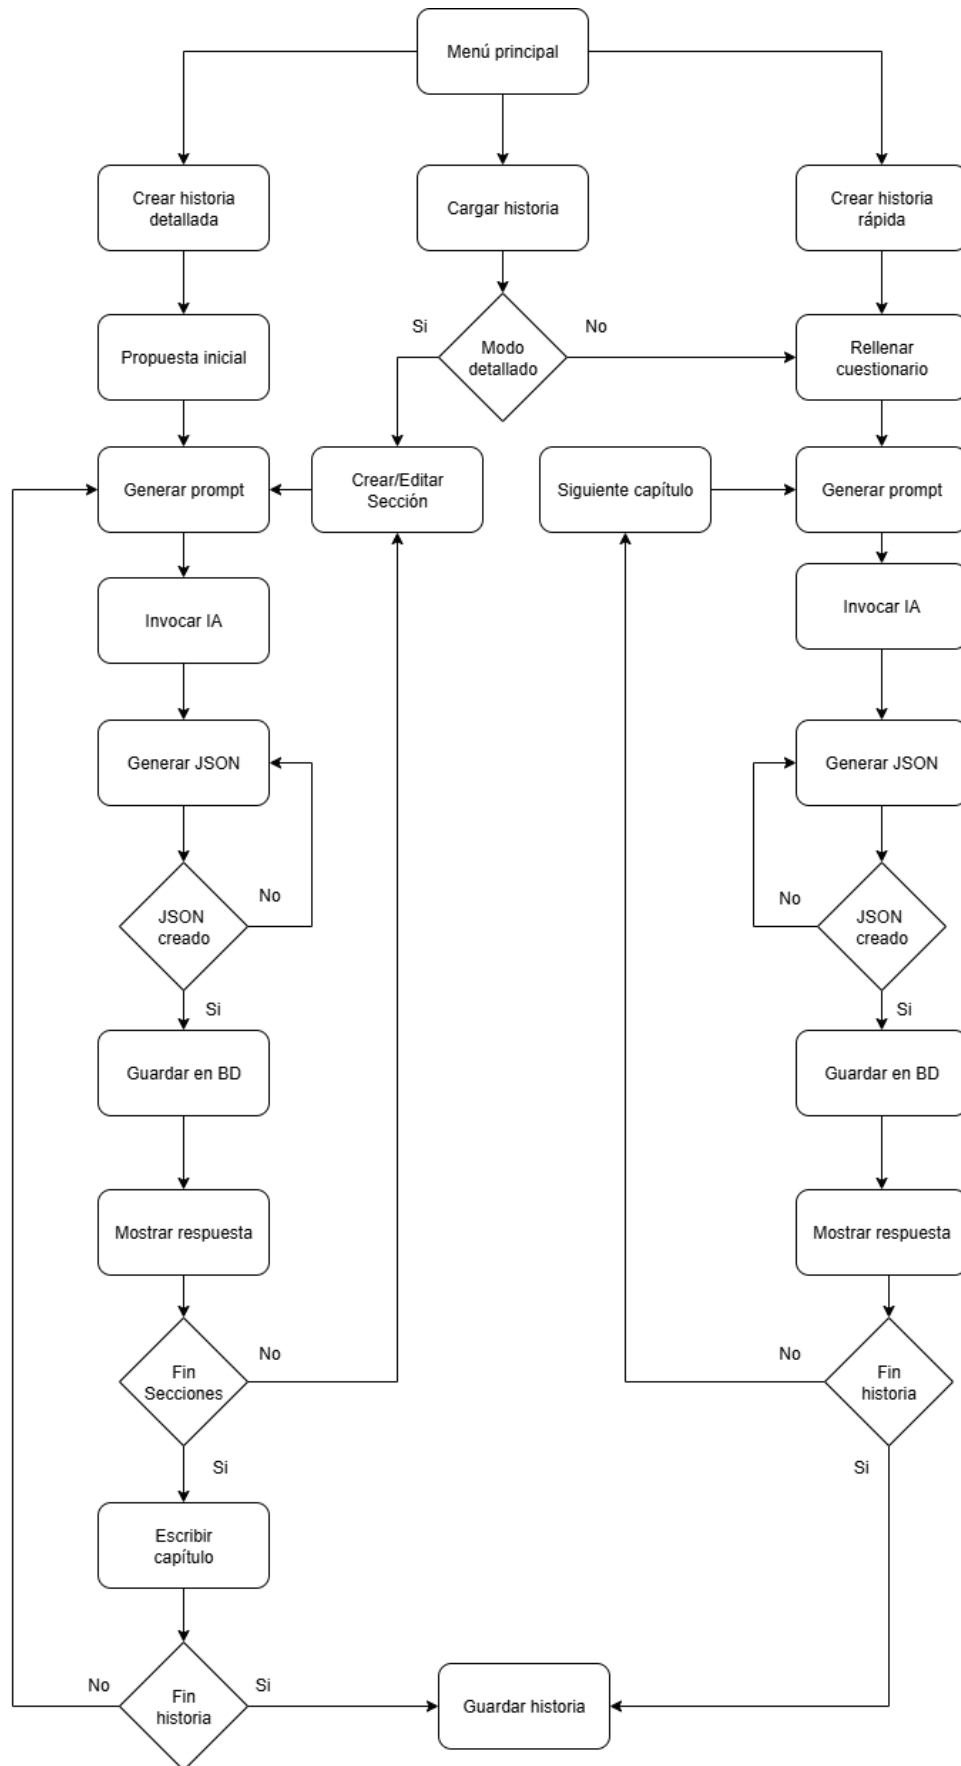 Menú principal
Crear historia
detallada
Cargar historia
Crear historia
rápida
Si
No
Propuesta inicial
Modo
detallado
Rellenar
cuestionario
Generar prompt
Crear/Editar
Sección
Siguiente capítulo
Generar prompt
Invocar IA
Invocar IA
Generar JSON
Generar JSON
No
No
JSON
creado
JSON
creado
Si
Si
Guardar en BD
Guardar en BD
Mostrar respuesta
Mostrar respuesta
No
No
Fin
Secciones
Fin
historia
Si
Si
Escribir
capítulo
No
Si
Fin
historia
Guardar historia